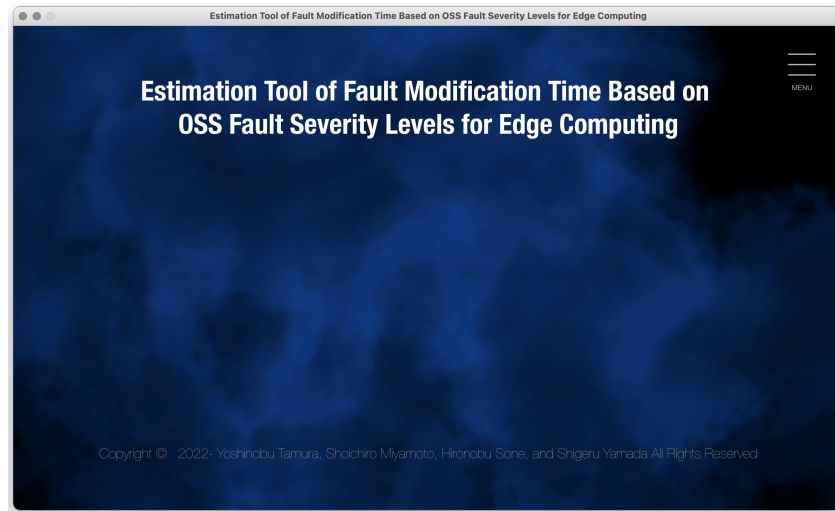 Estimation Tool of Fault Modification Time Based on OSS Fault Severity Levels for Edge Computing
MENU
Estimation Tool of Fault Modification Time Based on
OSS Fault Severity Levels for Edge Computing
Copyright © 2022- Yoshinobu Tamura, Shoichiro Miyamoto, Hironobu Sone, and Shigeru Yamada All Rights Reserved